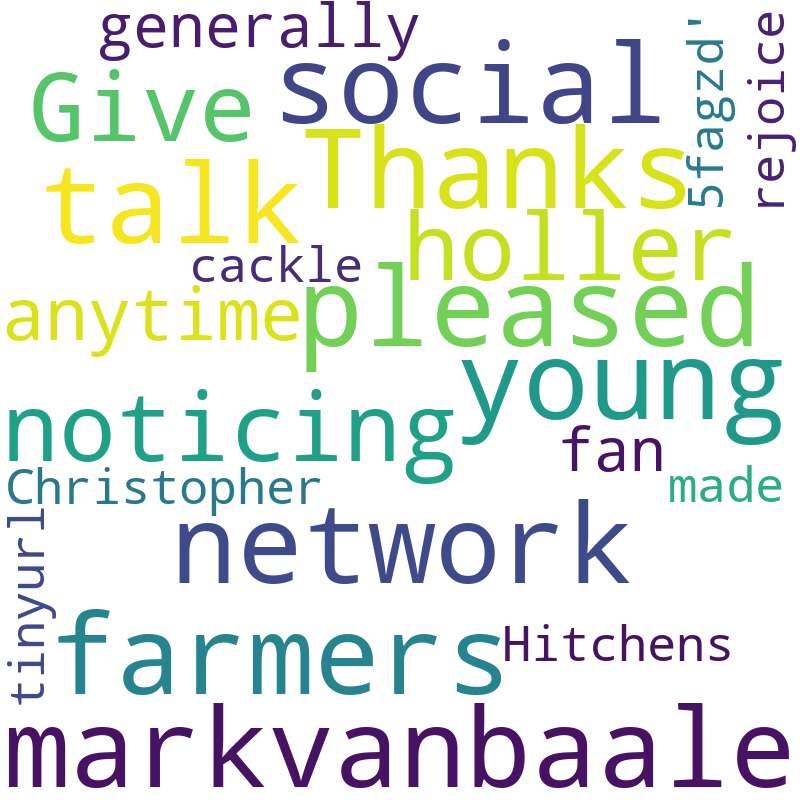 generally
social
Give
5fagzd'
rejoice
Thanks
talk
holler
cackle
pleased
anytime
young
noticing
fan
Christopher
made
network
tinyurl
farmers
Hitchens
markvanbaale